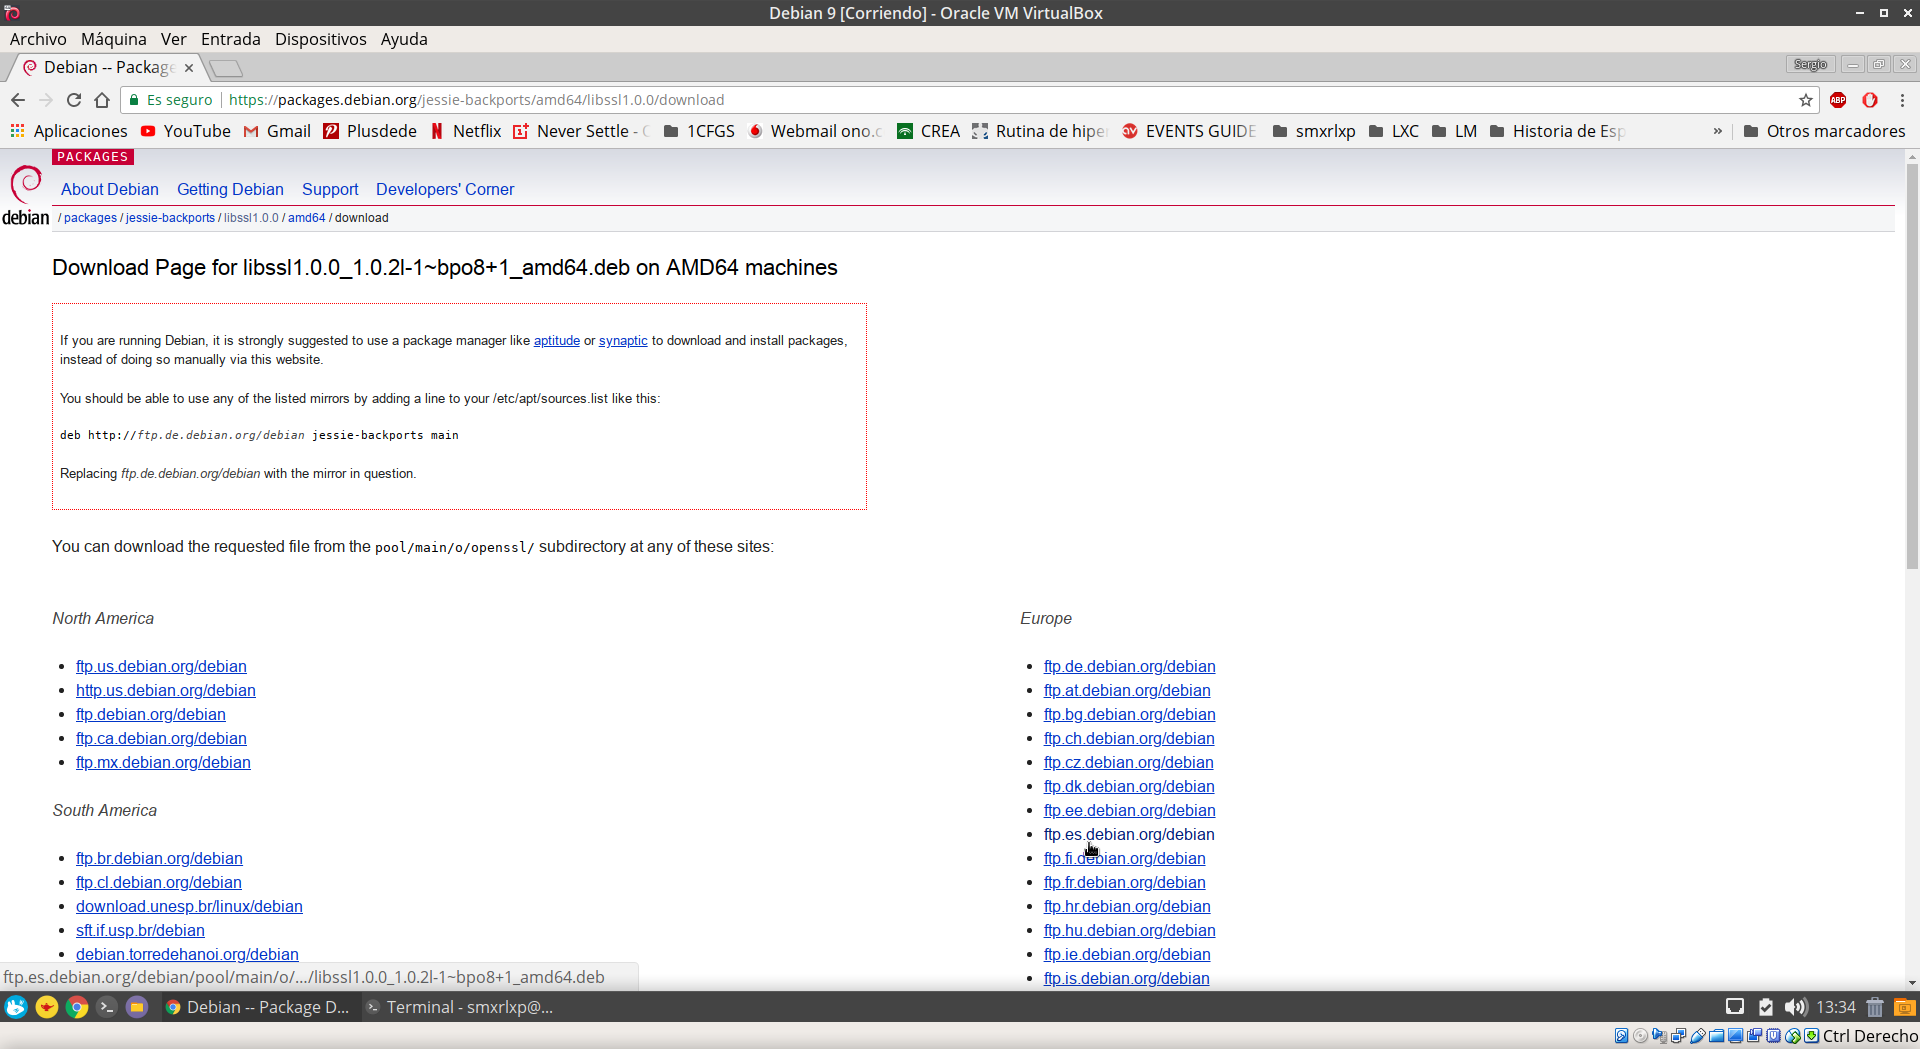 Debian 9 [Corriendo] - Oracle VM VirtualBox
Archivo Máquina Ver Entrada Dispositivos Ayuda
Debian -- Package
Sergio
Es seguro https://packages.debian.org/jessie-backports/amd64/libssl1.0.0/download
ABP
Aplicaciones YouTube Gmail Plusdede Netflix Never Settle - 1CFGS Webmail ono.c CREA Rutina de hiper EVENTS GUIDE smxrlxp LXC LM Historia de Esp » Otros marcadores
PACKAGES
About Debian Getting Debian Support Developers' Corner
debian
/ packages / jessie-backports / libssl1.0.0 / amd64 / download
Download Page for libssl1.0.0_1.0.2l-1~bpo8+1_amd64.deb on AMD64 machines
If you are running Debian, it is strongly suggested to use a package manager like aptitude or synaptic to download and install packages,
instead of doing so manually via this website.
You should be able to use any of the listed mirrors by adding a line to your /etc/apt/sources.list like this:
deb http://ftp.de.debian.org/debian jessie-backports main
Replacing ftp.de.debian.org/debian with the mirror in question.
You can download the requested file from the pool/main/o/openssl/ subdirectory at any of these sites:
North America
ftp.us.debian.org/debian
http.us.debian.org/debian
ftp.debian.org/debian
ftp.ca.debian.org/debian
ftp.mx.debian.org/debian
South America
ftp.br.debian.org/debian
ftp.cl.debian.org/debian
download.unesp.br/linux/debian
sft.if.usp.br/debian
debian.torredehanoi.org/debian
Europe
ftp.de.debian.org/debian
ftp.at.debian.org/debian
ftp.bg.debian.org/debian
ftp.ch.debian.org/debian
ftp.cz.debian.org/debian
ftp.dk.debian.org/debian
ftp.ee.debian.org/debian
ftp.es.debian.org/debian
ftp.fi.debian.org/debian
ftp.fr.debian.org/debian
ftp.hr.debian.org/debian
ftp.hu.debian.org/debian
ftp.ie.debian.org/debian
ftp.is.debian.org/debian
ftp.es.debian.org/debian/pool/main/o/.../libssl1.0.0_1.0.2l-1~bpo8+1_amd64.deb
Debian -- Package D... Terminal - smxrlxp@... 13:34
Ctrl Derecho